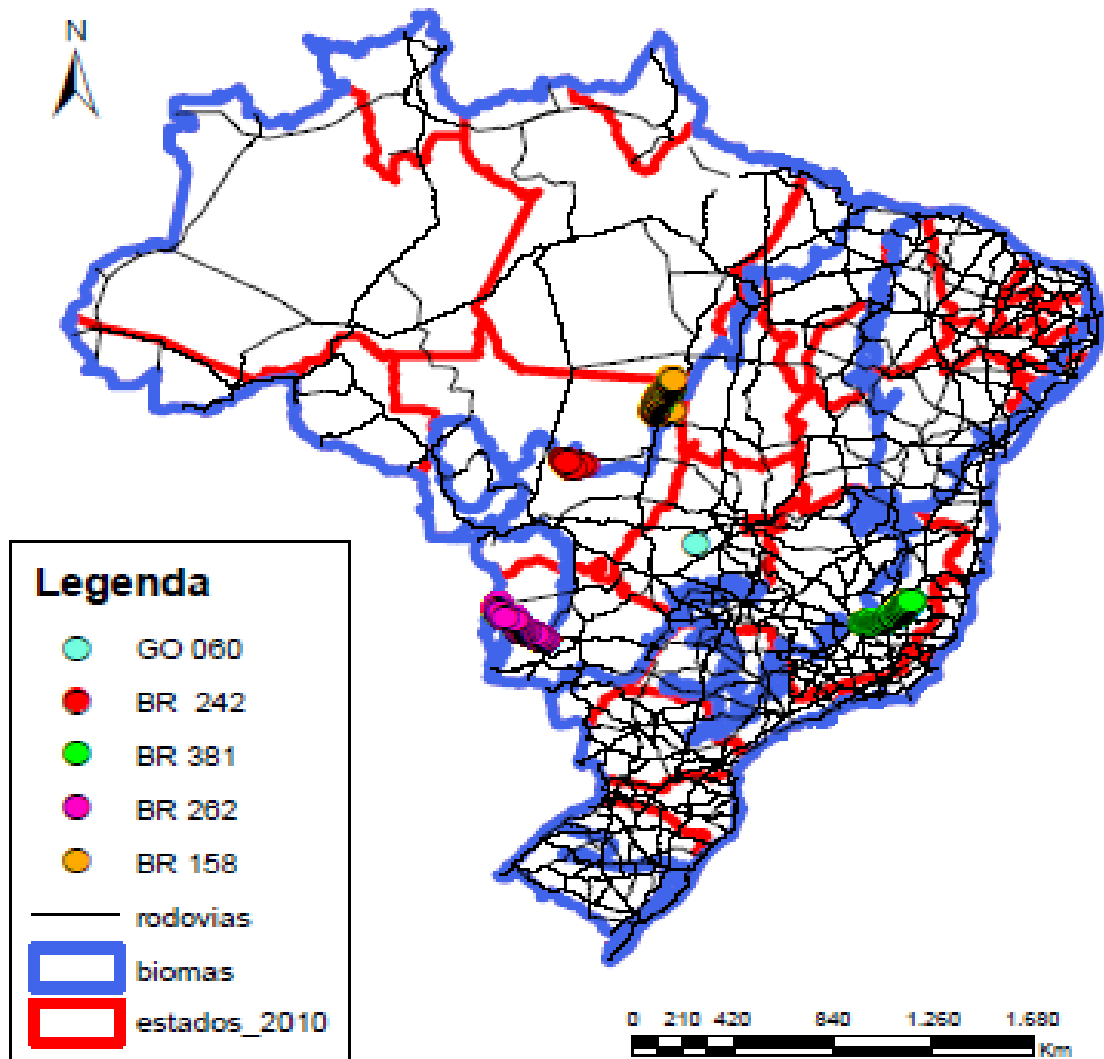 N
Legenda
GO 060
BR 242
BR 381
BR 262
BR 158
rodovias
biomas
estados_2010
0 210 420 840 1.260 1.680
Km